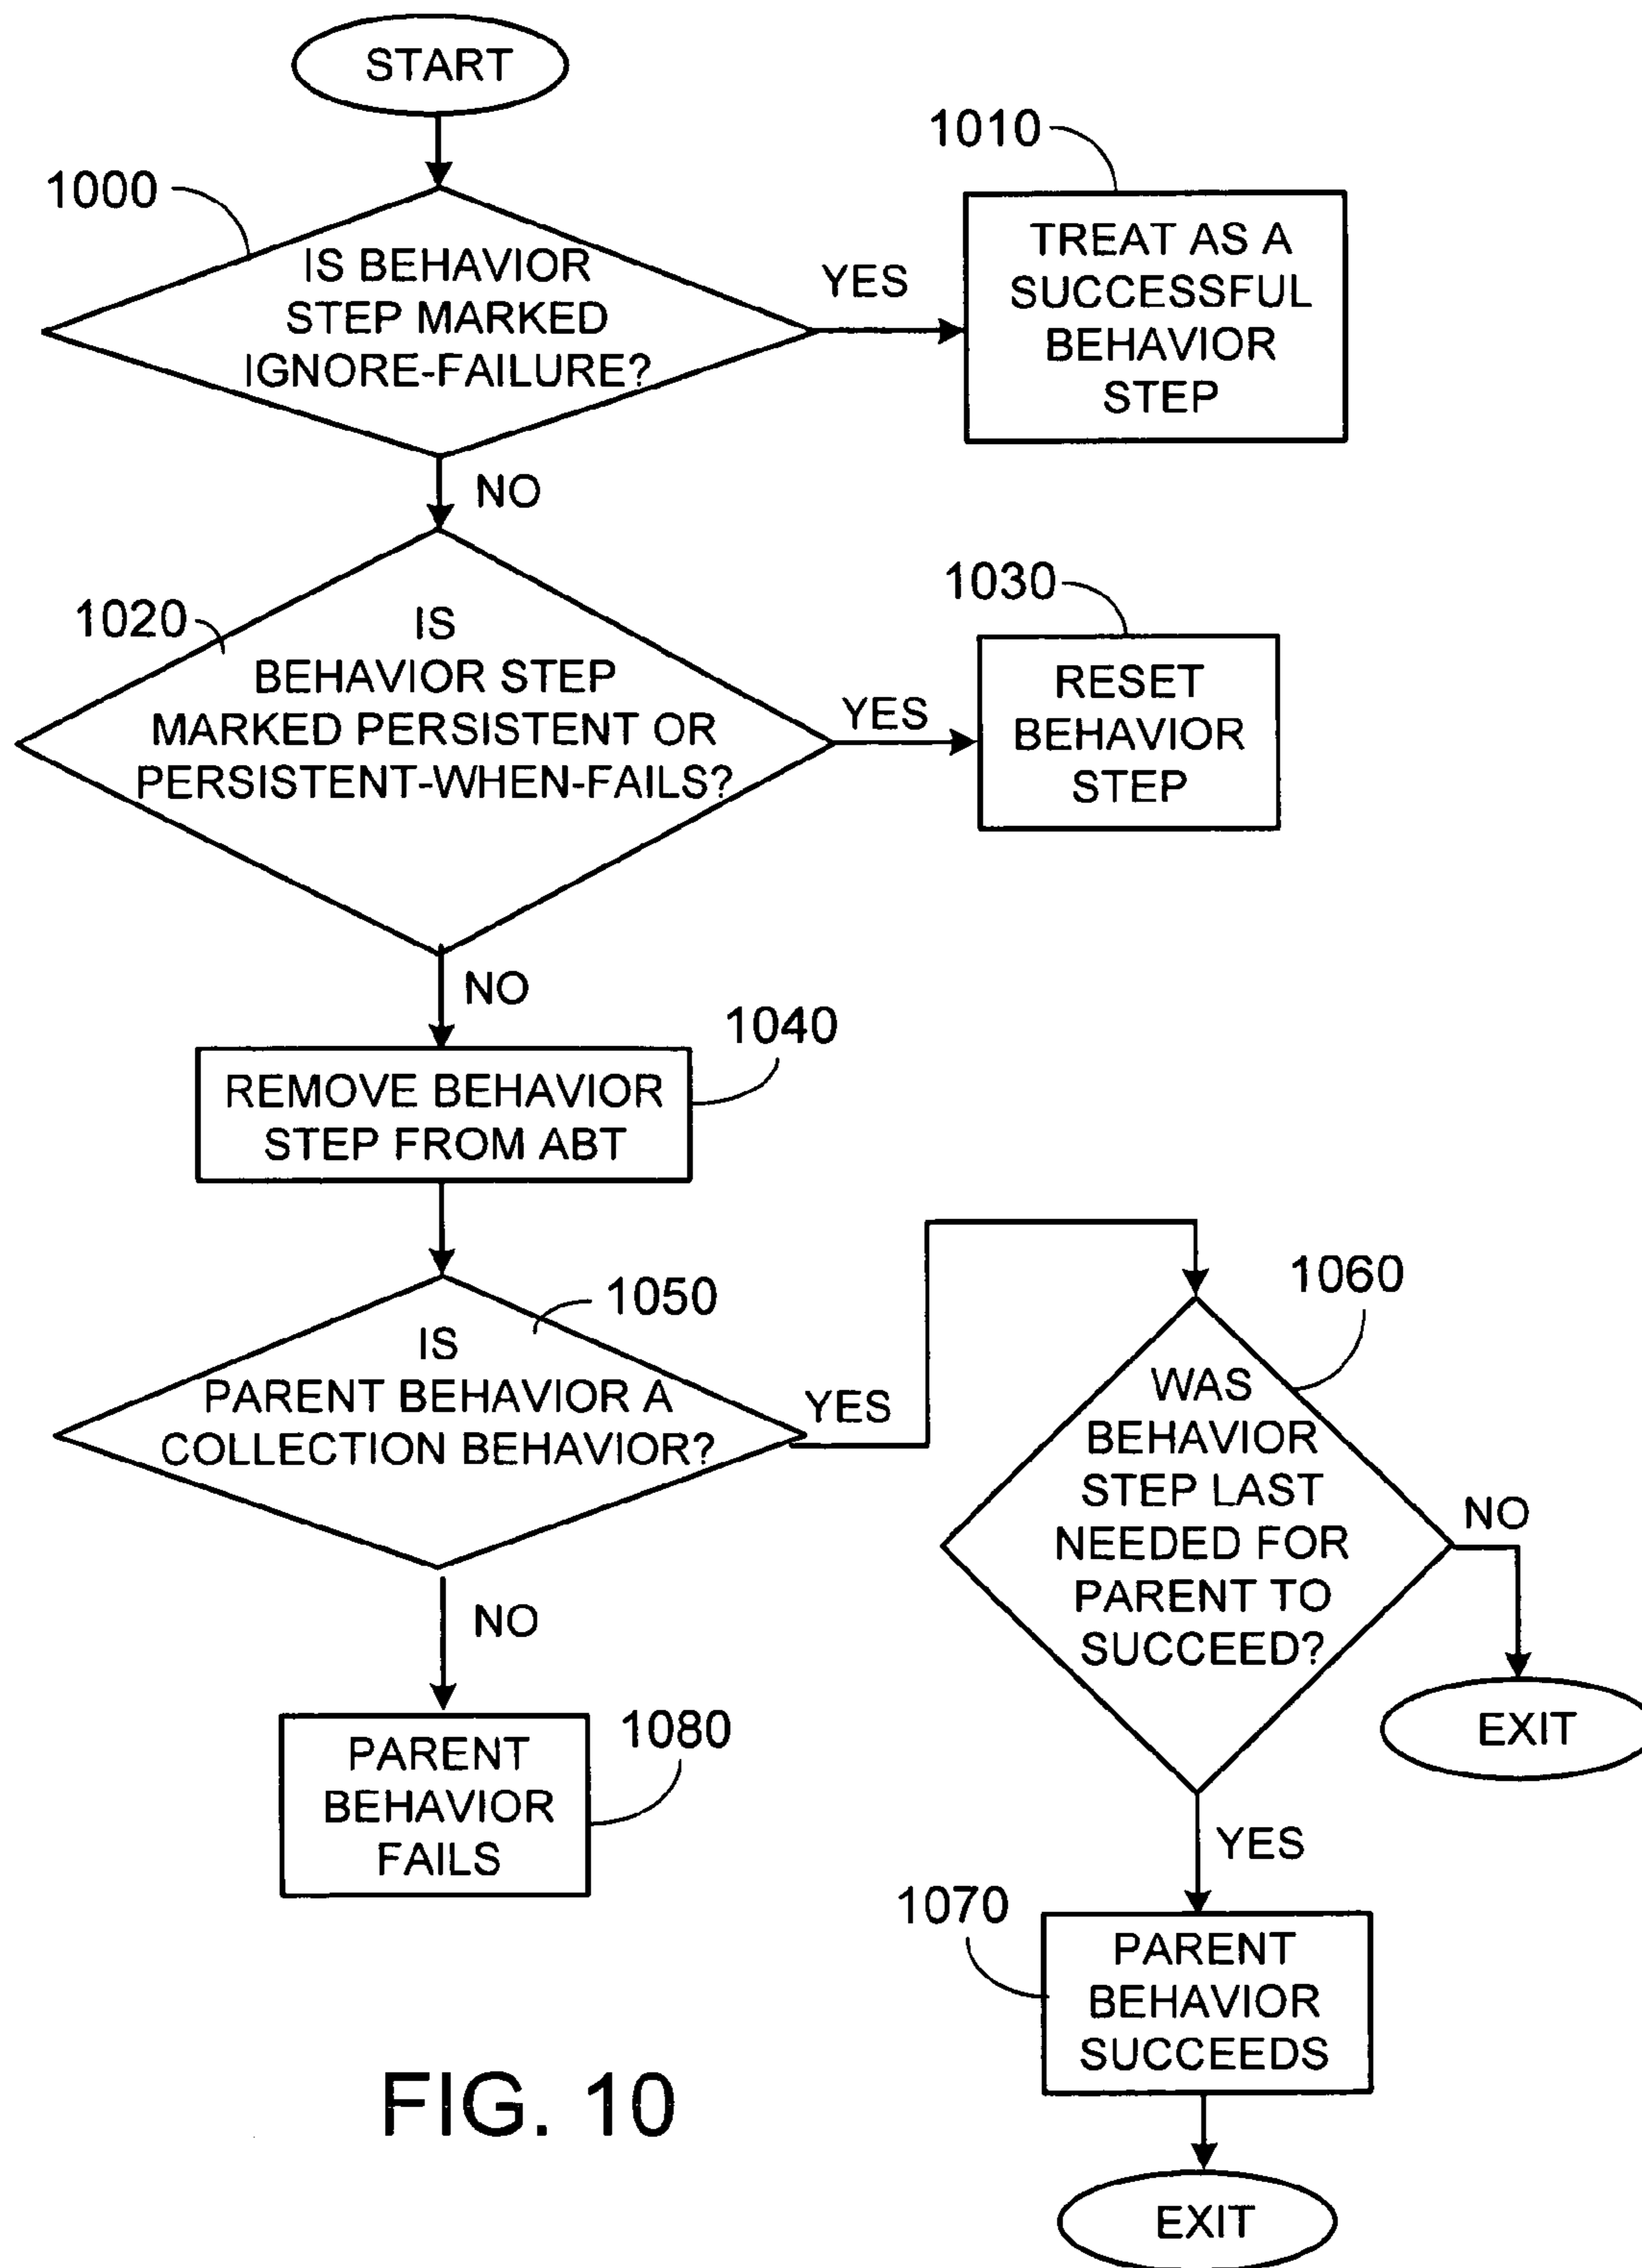 START
1000
IS BEHAVIOR
STEP MARKED
IGNORE-FAILURE?
YES
1010
TREAT AS A
SUCCESSFUL
BEHAVIOR
STEP
NO
1020
IS
BEHAVIOR STEP
MARKED PERSISTENT OR
PERSISTENT-WHEN-FAILS?
YES
1030
RESET
BEHAVIOR
STEP
NO
1040
REMOVE BEHAVIOR
STEP FROM ABT
1050
IS
PARENT BEHAVIOR A
COLLECTION BEHAVIOR?
YES
1060
WAS
BEHAVIOR
STEP LAST
NEEDED FOR
PARENT TO
SUCCEED?
NO
EXIT
NO
1080
PARENT
BEHAVIOR
FAILS
YES
1070
PARENT
BEHAVIOR
SUCCEEDS
EXIT
FIG. 10